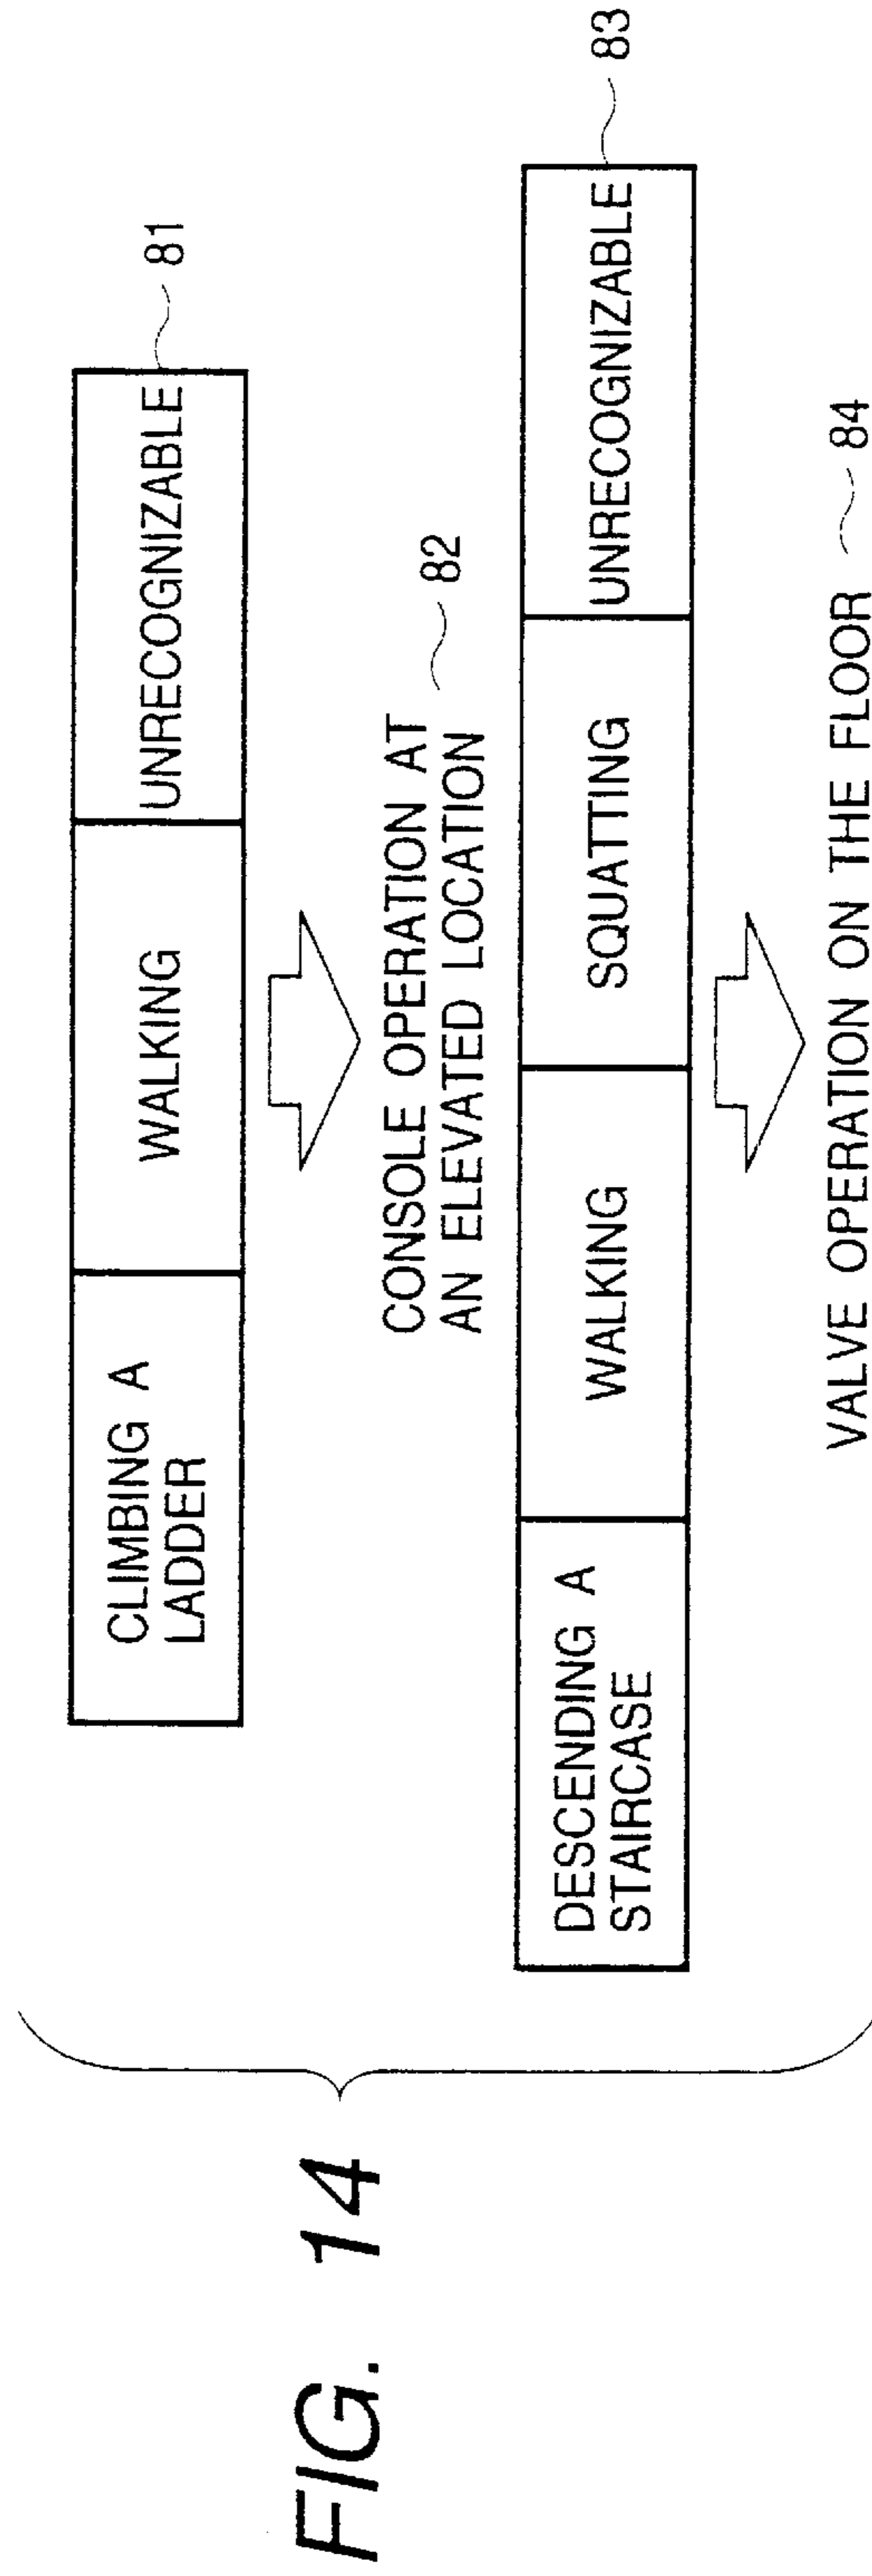 FIG. 14
CLIMBING A
LADDER
WALKING
UNRECOGNIZABLE
81
CONSOLE OPERATION AT
AN ELEVATED LOCATION
82
DESCENDING A
STAIRCASE
WALKING
SQUATTING
UNRECOGNIZABLE
83
VALVE OPERATION ON THE FLOOR
84